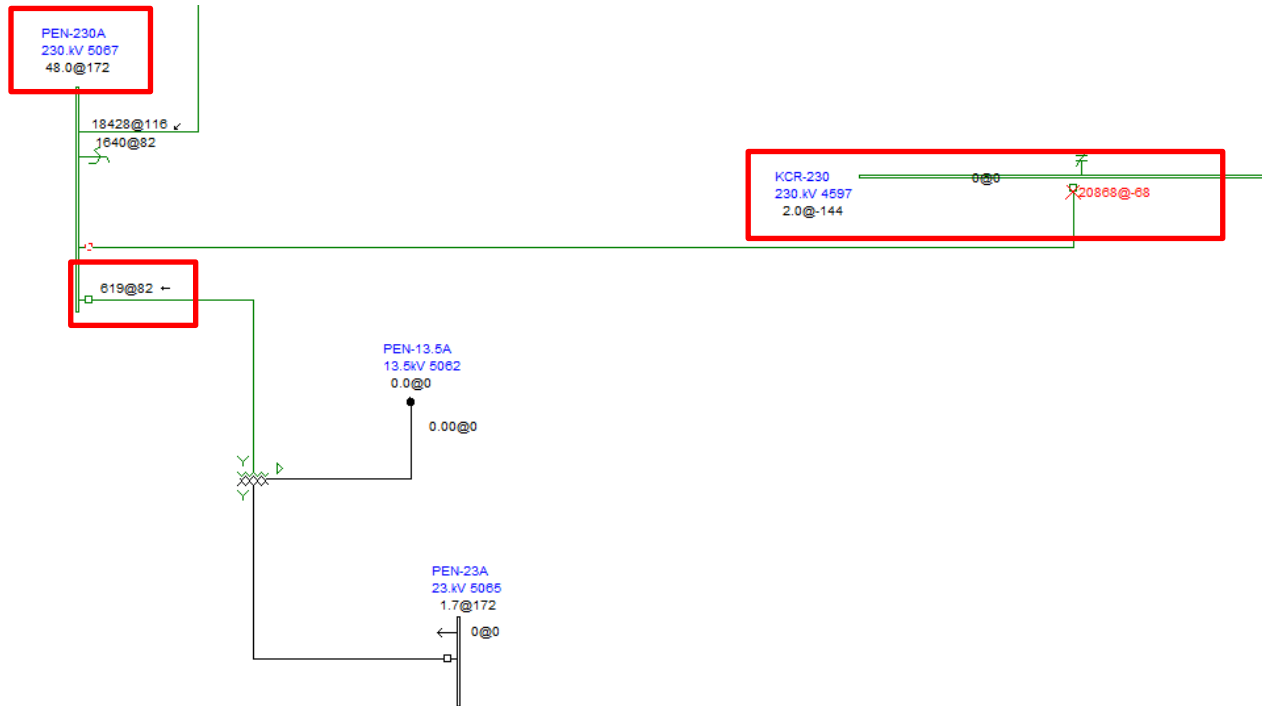 PEN-230A
230.kV 5067
48.0@172
18428@116
1640@82
KCR-230
230.kV 4597
2.0@-144
0@0
20868@-68
619@82
PEN-13.5A
13.5kV 5062
0.0@0
0.00@0
PEN-23A
23.kV 5065
1.7@172
0@0